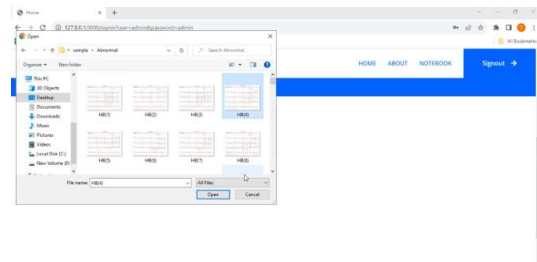 Home
127.0.0.1:5000/signin?user=admin&password=admin
All Bookmarks
Open
sample > Abnormal
Search Abnormal
Organize
New folder
This PC
3D Objects
Desktop
Documents
Downloads
Music
Pictures
Videos
Local Disk (C:)
New Volume (D:
HB(1)
HB(2)
HB(3)
HB(4)
HB(5)
HB(6)
HB(7)
HB(8)
File name: HB(4)
All Files
Open
Cancel
HOME
ABOUT
NOTEBOOK
Signout →